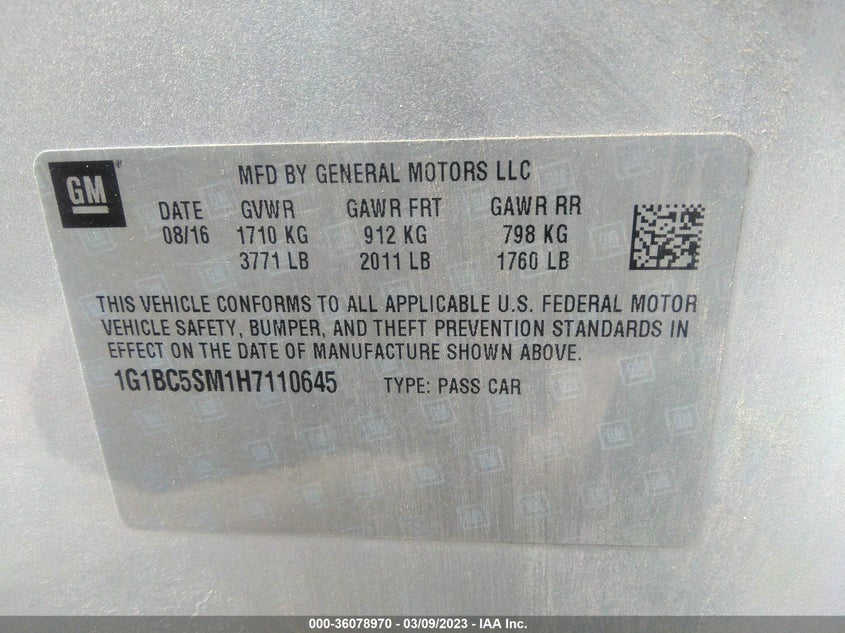 GM
MFD BY GENERAL MOTORS LLC
DATE GVWR GAWR FRT GAWR RR
08/16 1710 KG 912 KG 798 KG
3771 LB 2011 LB 1760 LB
THIS VEHICLE CONFORMS TO ALL APPLICABLE U.S. FEDERAL MOTOR
VEHICLE SAFETY, BUMPER, AND THEFT PREVENTION STANDARDS IN
EFFECT ON THE DATE OF MANUFACTURE SHOWN ABOVE.
1G1BC5SM1H7110645 TYPE: PASS CAR
000-36078970 - 03/09/2023 - IAA Inc.